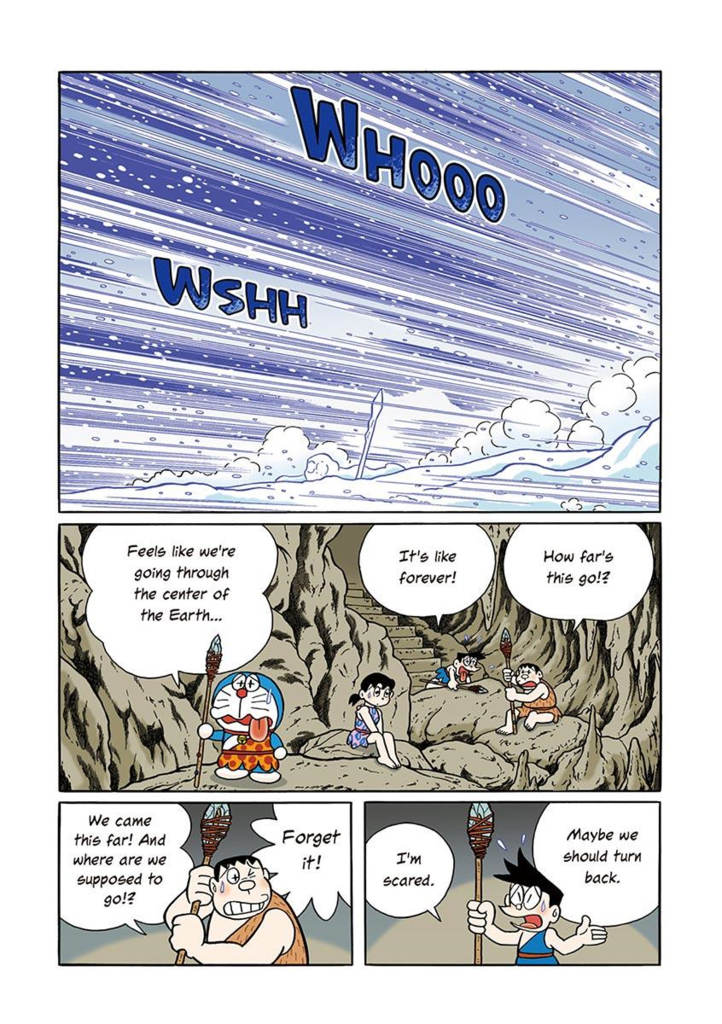 WHOOO
WSHH
Feels like we're
going through
the center of
the Earth...
It's like
forever!
How far's
this go!?
We came
this far! And
where are we
supposed to
go!?
Forget
it!
I'm
scared.
Maybe we
should turn
back.